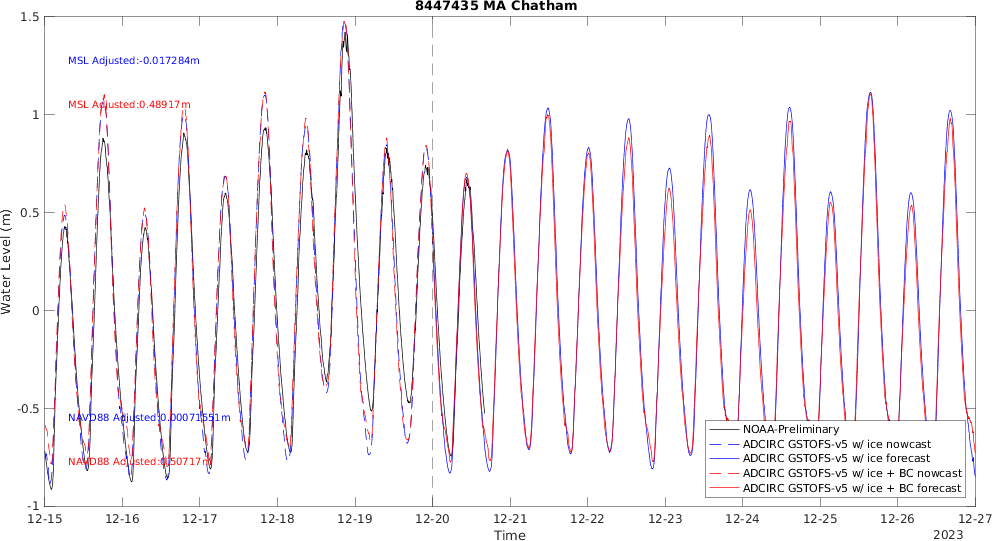 8447435 MA Chatham
1.5
1
0.5
0
-0.5
-1
Water Level (m)
MSL Adjusted:-0.017284m
MSL Adjusted:0.48917m
NAVD88 Adjusted:0.00071551m
NAVD88 Adjusted:0.50717m
NOAA-Preliminary
ADCIRC GSTOFS-v5 w/ ice nowcast
ADCIRC GSTOFS-v5 w/ ice forecast
ADCIRC GSTOFS-v5 w/ ice + BC nowcast
ADCIRC GSTOFS-v5 w/ ice + BC forecast
12-15 12-16 12-17 12-18 12-19 12-20 12-21 12-22 12-23 12-24 12-25 12-26 12-27
Time
2023